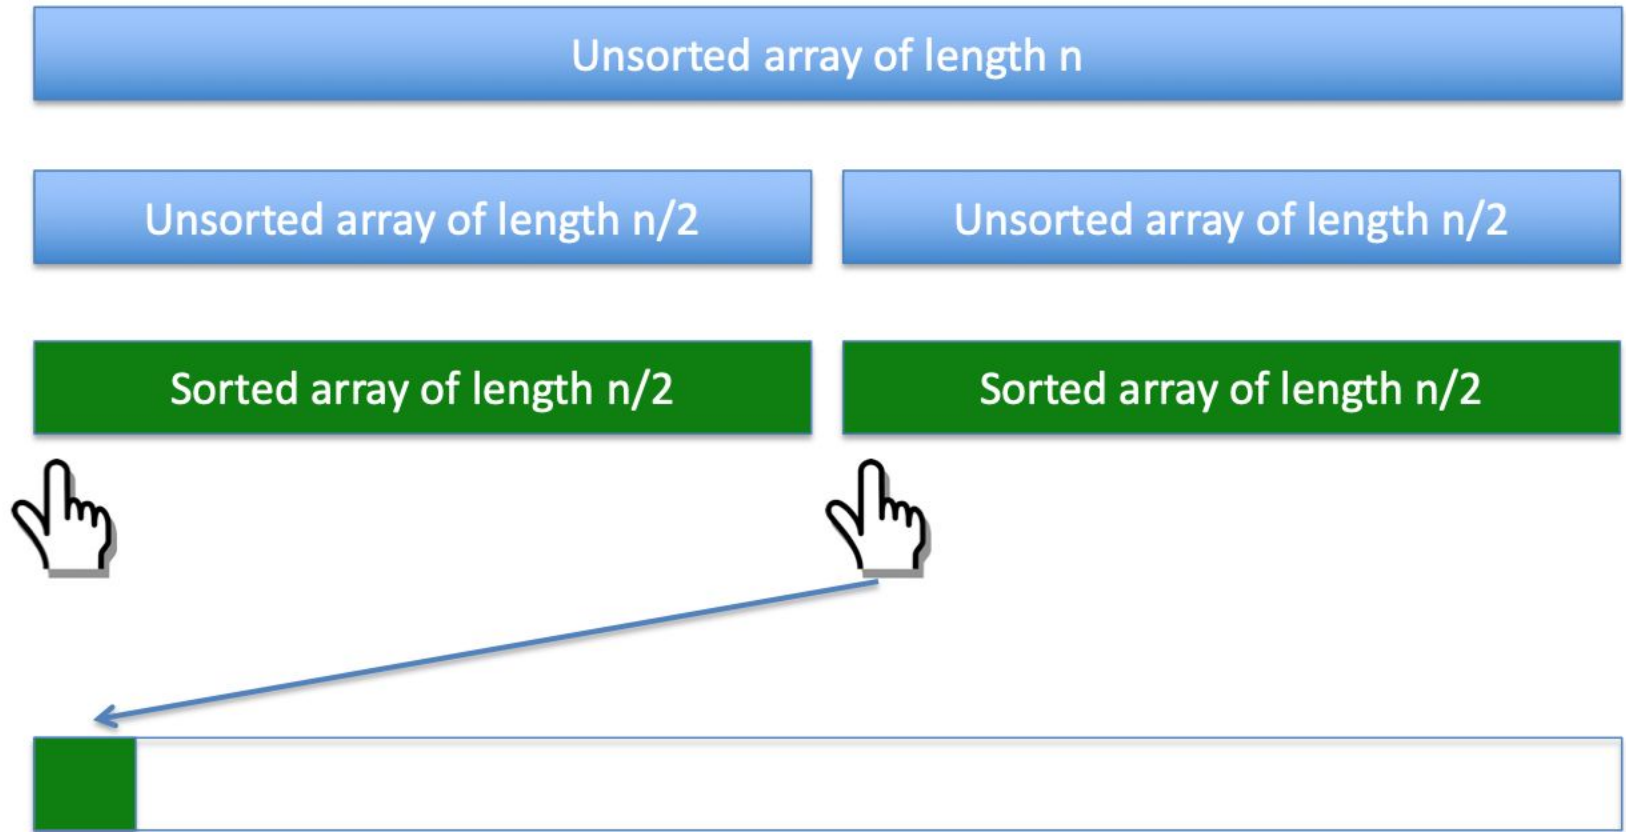 Unsorted array of length n
Unsorted array of length n/2
Unsorted array of length n/2
Sorted array of length n/2
Sorted array of length n/2